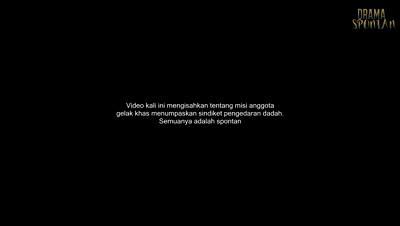 DRAMA
SPONTAN
Video kali ini mengisahkan tentang misi anggota
gelak khas menumpaskan sindiket pengedaran dadah.
Semuanya adalah spontan